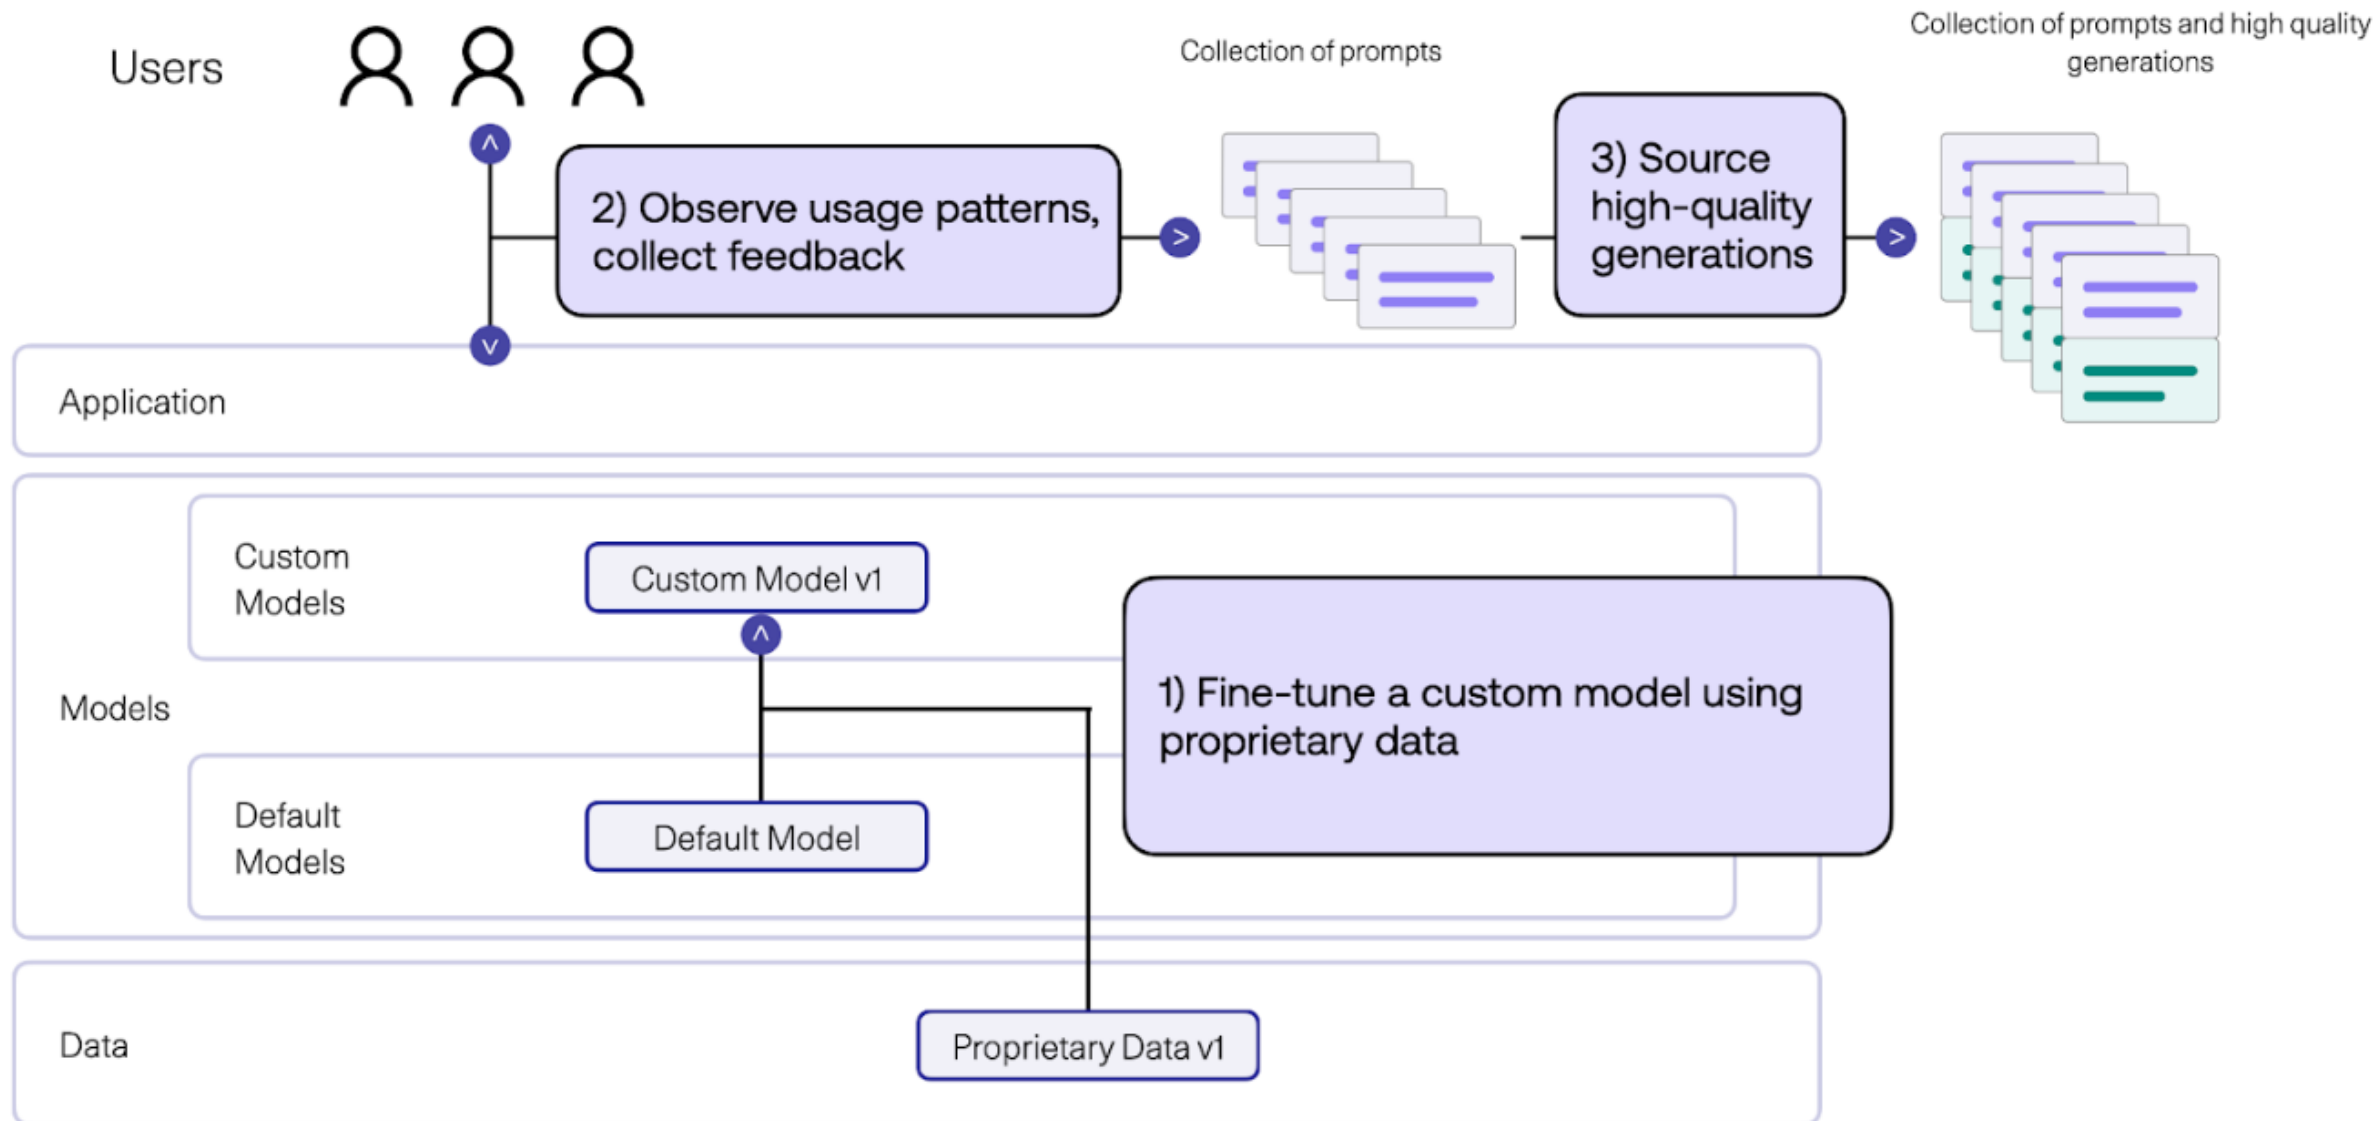 Users
Collection of prompts
Collection of prompts and high quality
generations
2) Observe usage patterns,
collect feedback
3) Source
high-quality
generations
Application
Custom
Models
Custom Model v1
Models
1) Fine-tune a custom model using
proprietary data
Default
Models
Default Model
Data
Proprietary Data v1